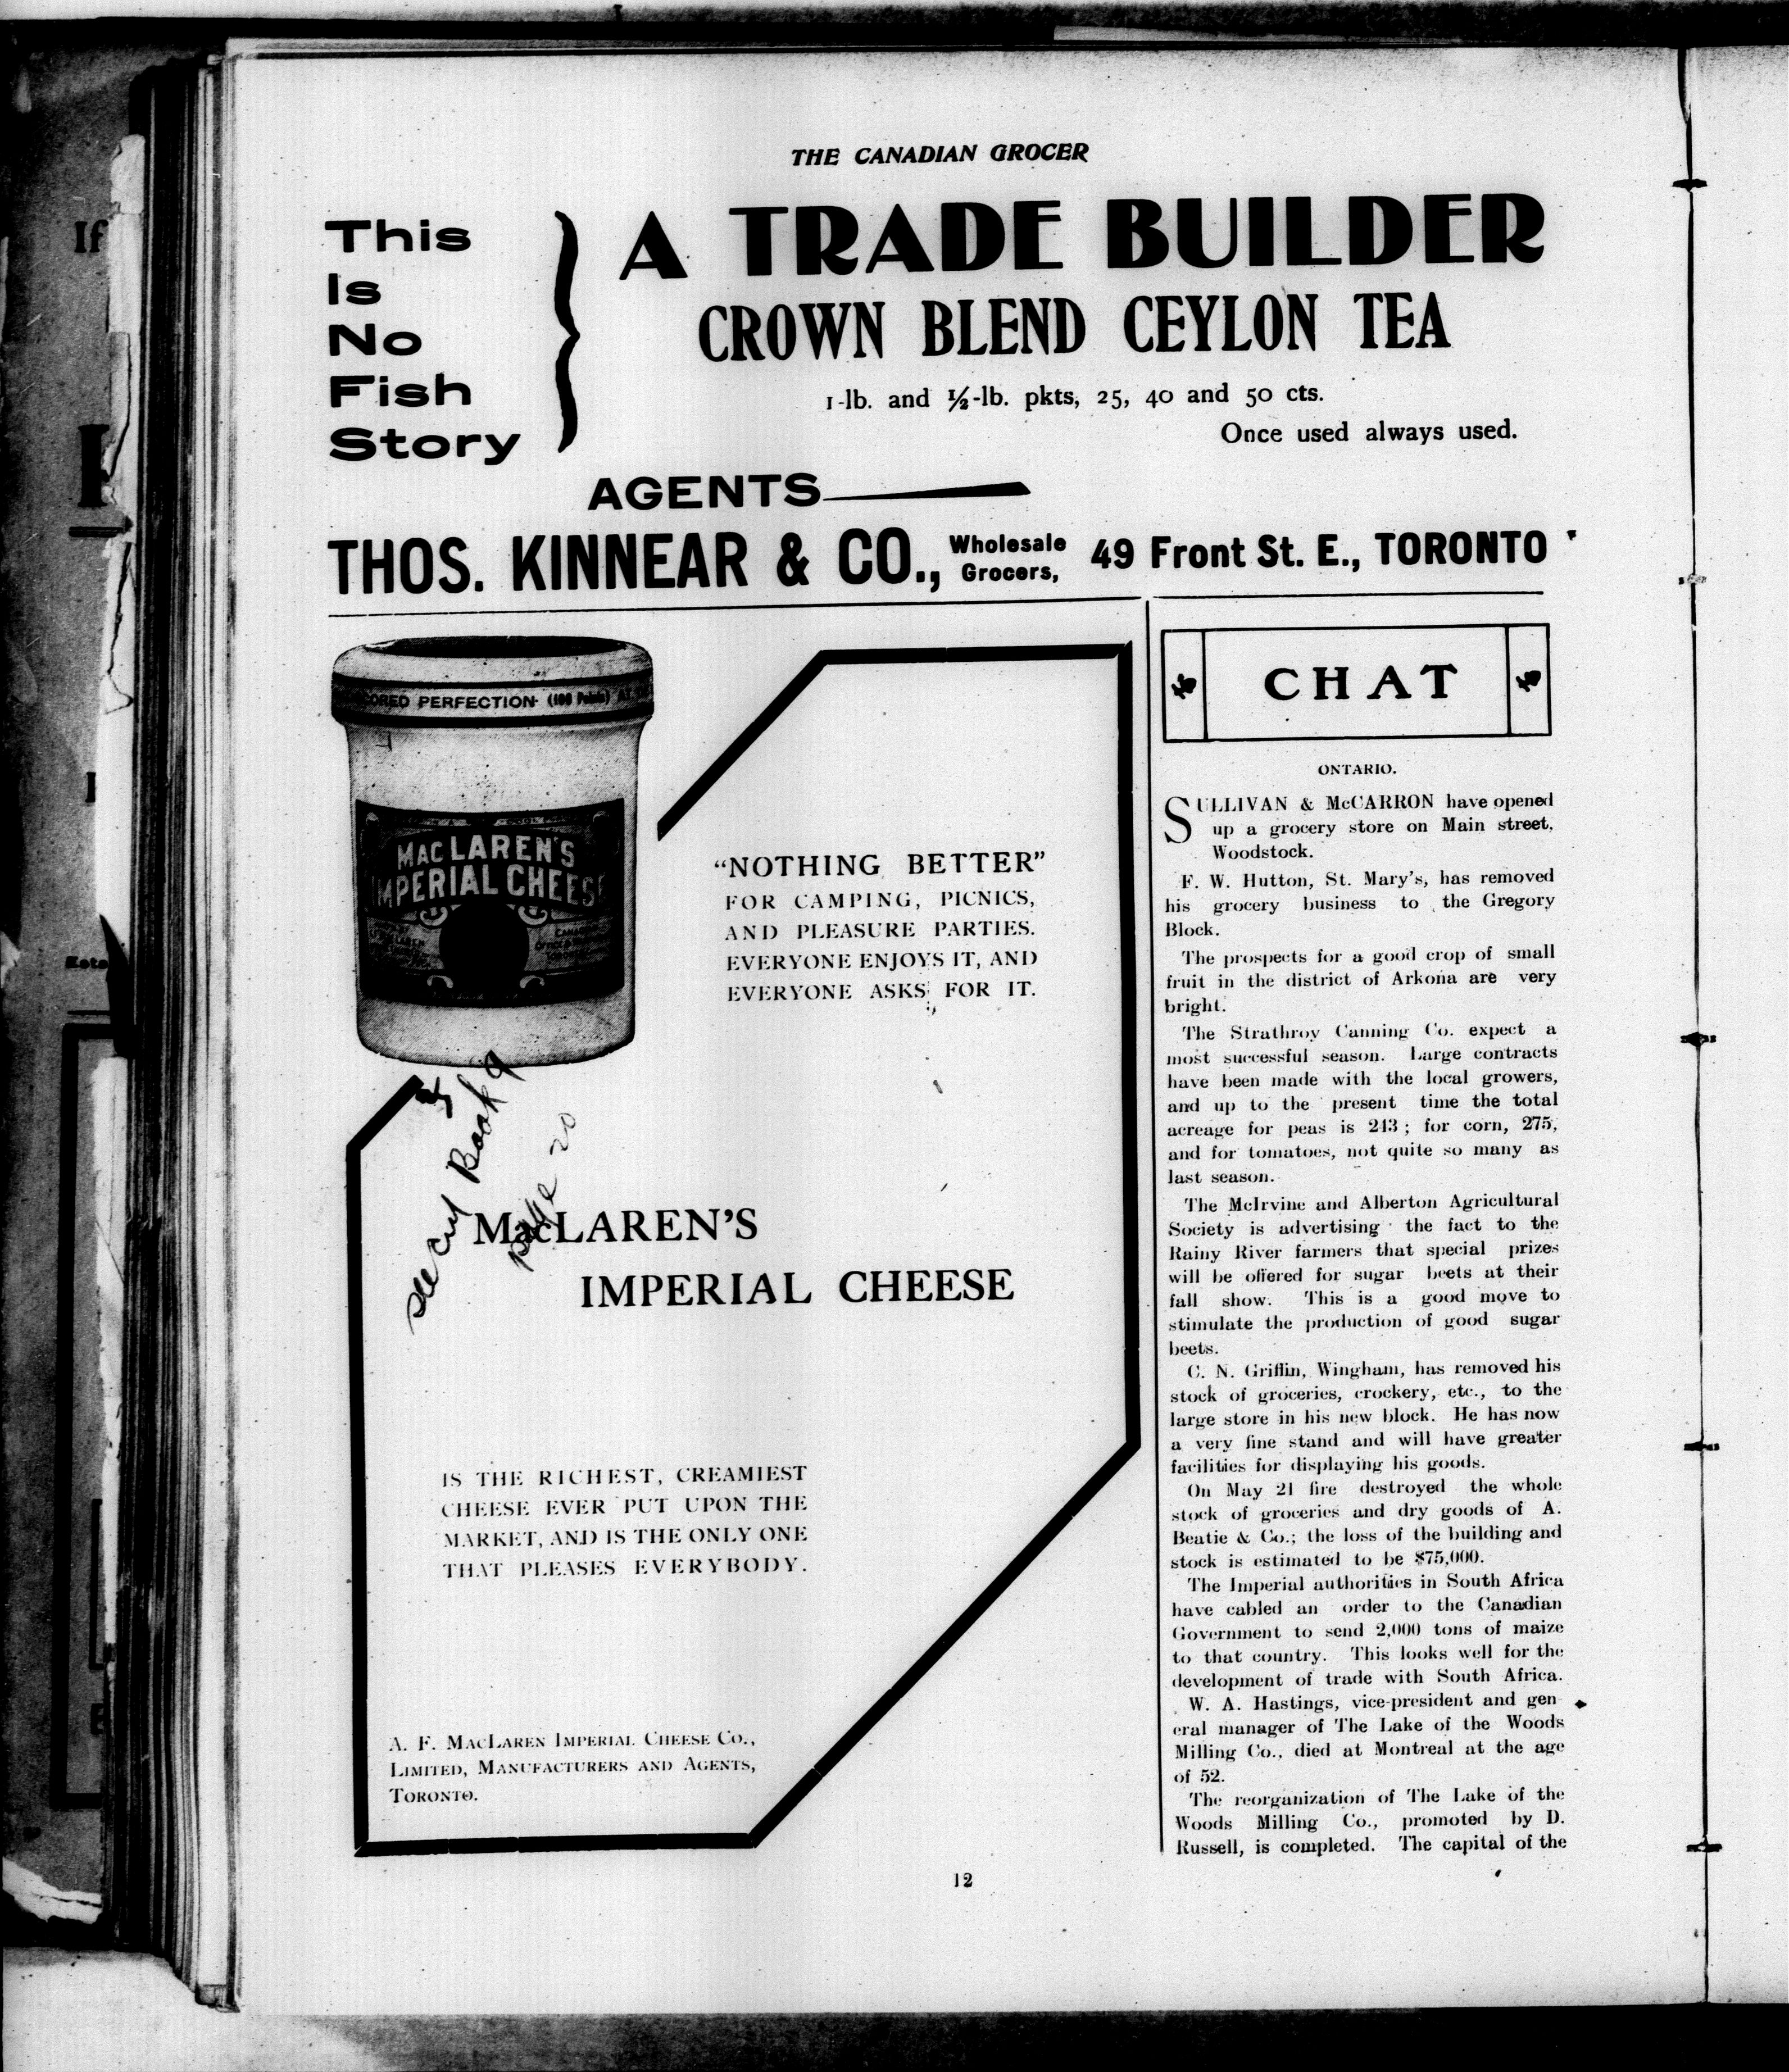 THE CANADIAN GROCER
This
Is
No
Fish
Story
A TRADE BUILDER
CROWN BLEND CEYLON TEA
1-lb. and ½-lb. pkts, 25, 40 and 50 cts.
Once used always used.
AGENTS
THOS. KINNEAR & CO., Wholesale Grocers, 49 Front St. E., TORONTO
PERFECTION (100 Points)
MACLAREN'S
IMPERIAL CHEESE
"NOTHING BETTER"
FOR CAMPING, PICNICS,
AND PLEASURE PARTIES.
EVERYONE ENJOYS IT, AND
EVERYONE ASKS FOR IT.
see cut Book 9
page 20
MacLAREN'S
IMPERIAL CHEESE
IS THE RICHEST, CREAMIEST
CHEESE EVER PUT UPON THE
MARKET, AND IS THE ONLY ONE
THAT PLEASES EVERYBODY.
A. F. MACLAREN IMPERIAL CHEESE CO.,
LIMITED, MANUFACTURERS AND AGENTS,
TORONTO.
CHAT
ONTARIO.
SULLIVAN & McCARRON have opened
up a grocery store on Main street,
Woodstock.
F. W. Hutton, St. Mary's, has removed
his grocery business to the Gregory
Block.
The prospects for a good crop of small
fruit in the district of Arkona are very
bright.
The Strathroy Canning Co. expect a
most successful season. Large contracts
have been made with the local growers,
and up to the present time the total
acreage for peas is 243; for corn, 275,
and for tomatoes, not quite so many as
last season.
The McIrvine and Alberton Agricultural
Society is advertising the fact to the
Rainy River farmers that special prizes
will be offered for sugar beets at their
fall show. This is a good move to
stimulate the production of good sugar
beets.
C. N. Griffin, Wingham, has removed his
stock of groceries, crockery, etc., to the
large store in his new block. He has now
a very fine stand and will have greater
facilities for displaying his goods.
On May 21 fire destroyed the whole
stock of groceries and dry goods of A.
Beatie & Co.; the loss of the building and
stock is estimated to be $75,000.
The Imperial authorities in South Africa
have cabled an order to the Canadian
Government to send 2,000 tons of maize
to that country. This looks well for the
development of trade with South Africa.
W. A. Hastings, vice-president and gen-
eral manager of The Lake of the Woods
Milling Co., died at Montreal at the age
of 52.
The reorganization of The Lake of the
Woods Milling Co., promoted by D.
Russell, is completed. The capital of the
12